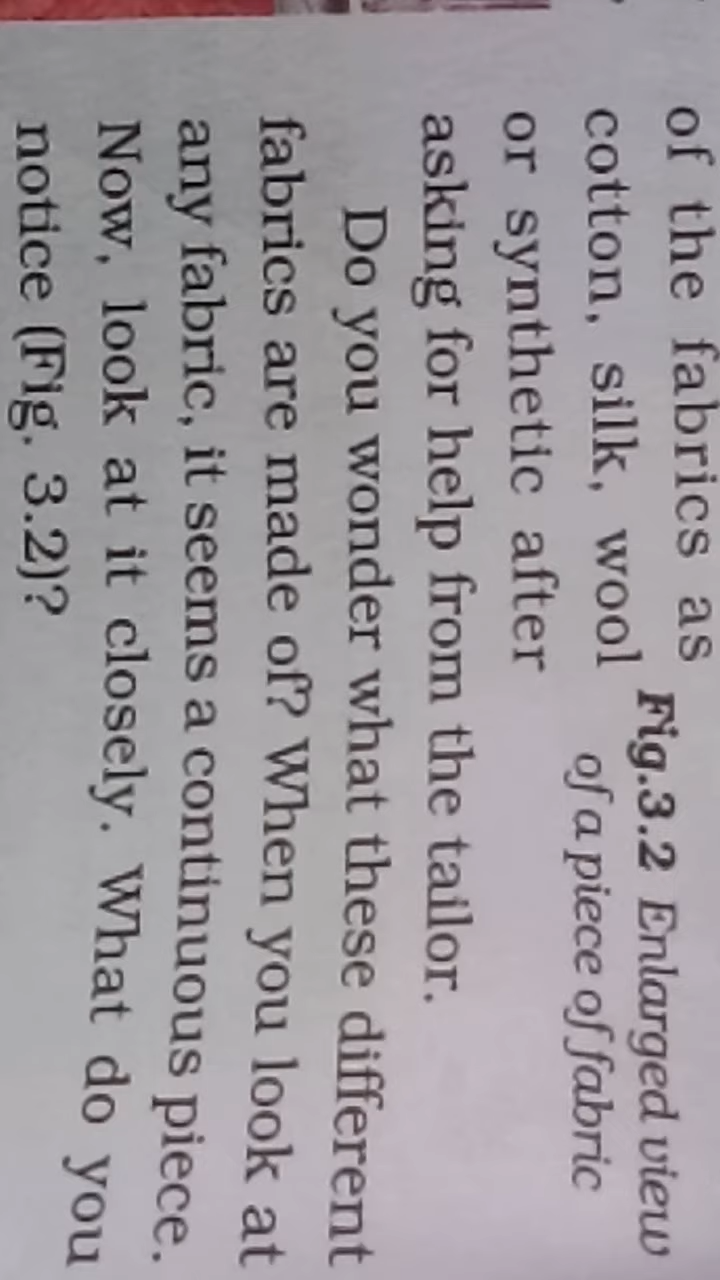 of the fabrics as
cotton, silk, wool
or synthetic after
asking for help from the tailor.
Fig.3.2 Enlarged view
of a piece of fabric
Do you wonder what these different
fabrics are made of? When you look at
any fabric, it seems a continuous piece.
Now, look at it closely. What do you
notice (Fig. 3.2)?